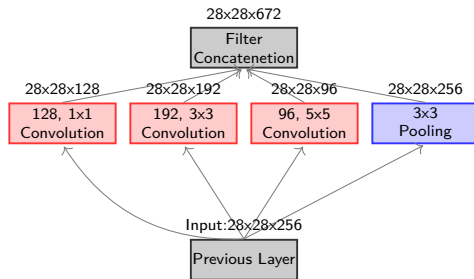 28x28x672
Filter
Concatenetion
28x28x128 28x28x192 28x28x96 28x28x256
128, 1x1 192, 3x3 96, 5x5 3x3
Convolution Convolution Convolution Pooling
Input:28x28x256
Previous Layer